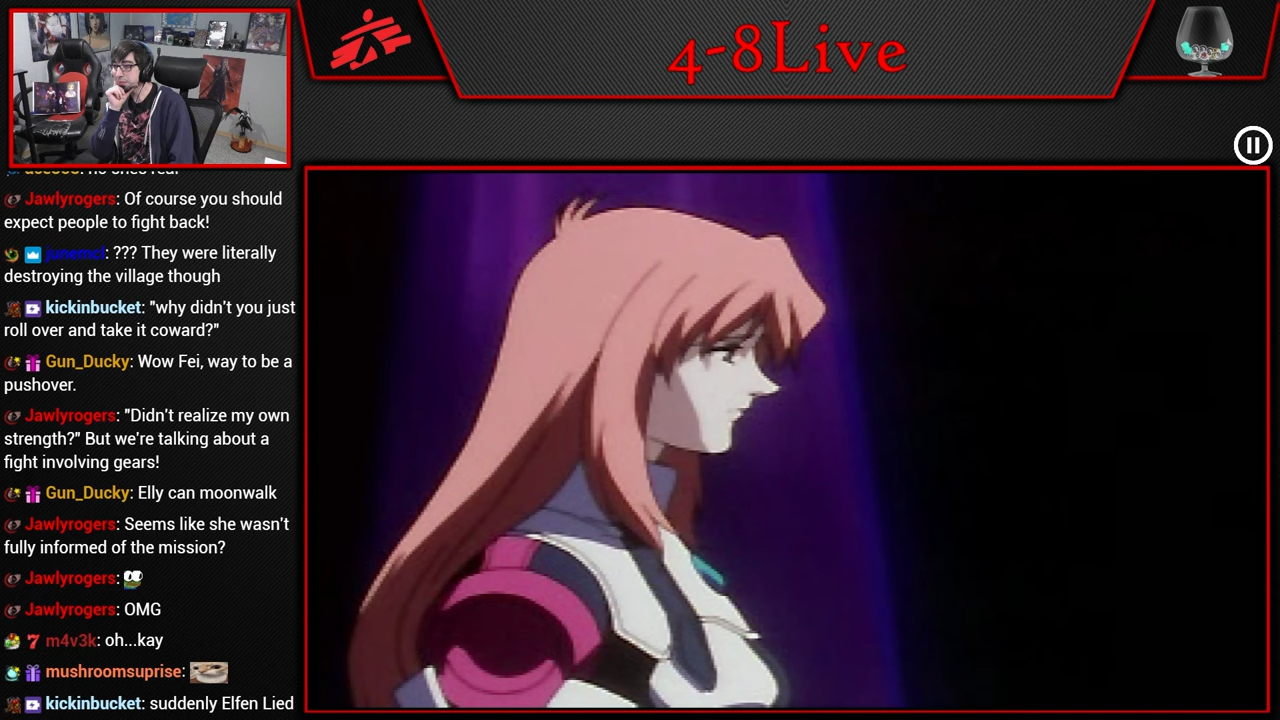 4-8Live
Jawlyrogers: Of course you should
expect people to fight back!
junemcl: ??? They were literally
destroying the village though
kickinbucket: "why didn't you just
roll over and take it coward?"
Gun_Ducky: Wow Fei, way to be a
pushover.
Jawlyrogers: "Didn't realize my own
strength?" But we're talking about a
fight involving gears!
Gun_Ducky: Elly can moonwalk
Jawlyrogers: Seems like she wasn't
fully informed of the mission?
Jawlyrogers:
Jawlyrogers: OMG
m4v3k: oh...kay
mushroomsuprise:
kickinbucket: suddenly Elfen Lied